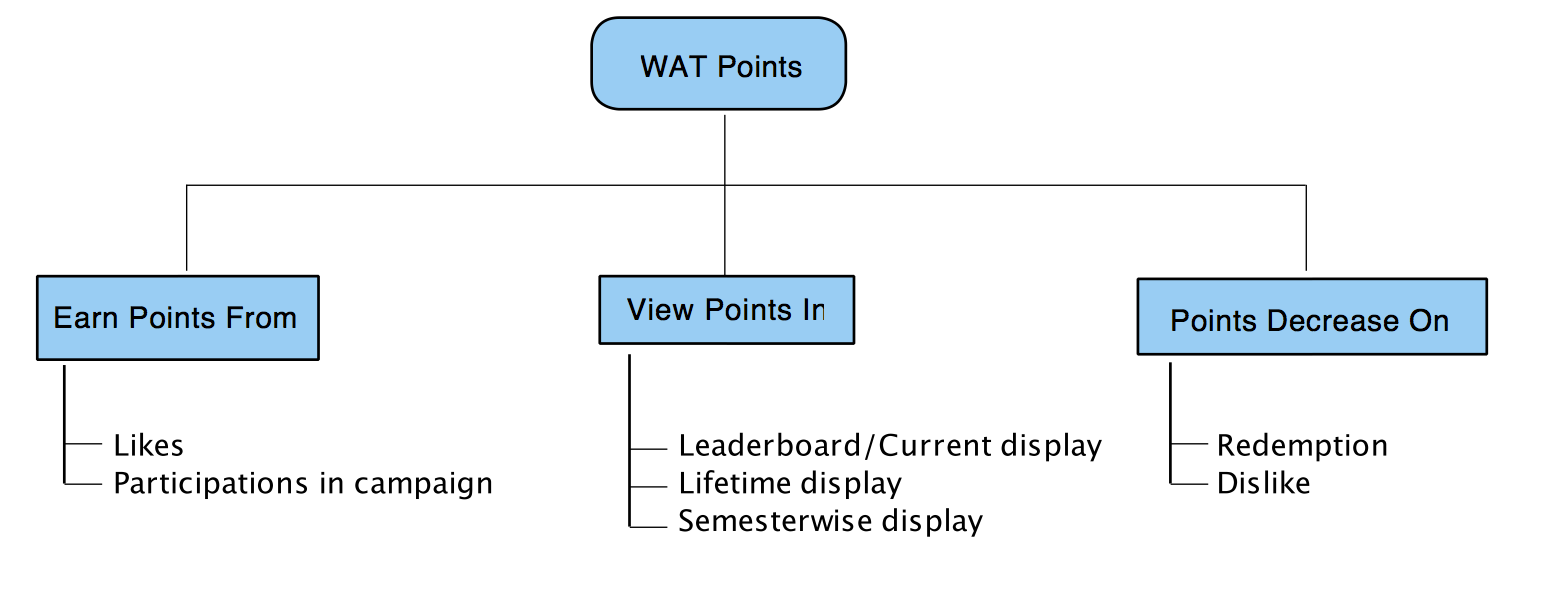 WAT Points
Earn Points From
View Points In
Points Decrease On
Likes
Participations in campaign
Leaderboard/Current display
Lifetime display
Semesterwise display
Redemption
Dislike